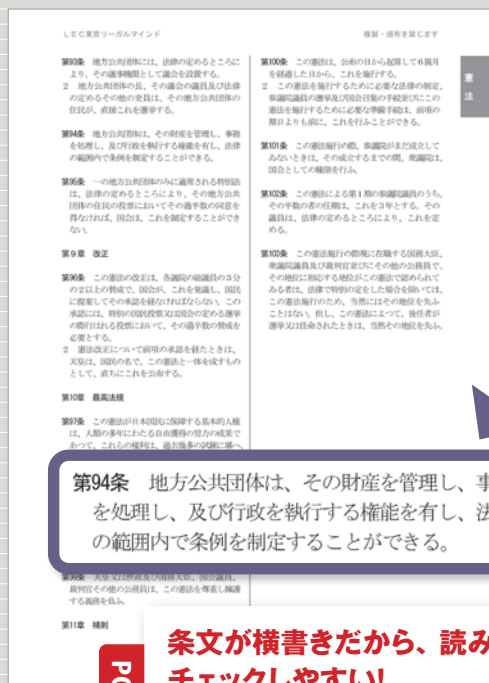 LEC東京リーガルマインド
複製・頒布を禁じます
憲法
第93条　地方公共団体には、法律の定めるところに
より、その議事機関として議会を設置する。
2　地方公共団体の長、その議会の議員及び法律
の定めるその他の吏員は、その地方公共団体の
住民が、直接これを選挙する。
第94条　地方公共団体は、その財産を管理し、事務
を処理し、及び行政を執行する権能を有し、法律
の範囲内で条例を制定することができる。
第95条　一の地方公共団体のみに適用される特別法
は、法律の定めるところにより、その地方公共
団体の住民の投票においてその過半数の同意を
得なければ、国会は、これを制定することができ
ない。
第9章　改正
第96条　この憲法の改正は、各議院の総議員の3分
の2以上の賛成で、国会が、これを発議し、国民
に提案してその承認を経なければならない。この
承認には、特別の国民投票又は国会の定める選挙
の際行はれる投票において、その過半数の賛成を
必要とする。
2　憲法改正について前項の承認を経たときは、
天皇は、国民の名で、この憲法と一体を成すもの
として、直ちにこれを公布する。
第10章　最高法規
第97条　この憲法が日本国民に保障する基本的人権
は、人類の多年にわたる自由獲得の努力の成果で
あつて、これらの権利は、過去幾多の試錬に堪へ、
第94条　地方公共団体は、その財産を管理し、事
を処理し、及び行政を執行する権能を有し、法
の範囲内で条例を制定することができる。
第99条　天皇又は摂政及び国務大臣、国会議員、
裁判官その他の公務員は、この憲法を尊重し擁護
する義務を負ふ。
第11章　補則
第100条　この憲法は、公布の日から起算して6箇月
を経過した日から、これを施行する。
2　この憲法を施行するために必要な法律の制定、
参議院議員の選挙及び国会召集の手続並びにこの
憲法を施行するために必要な準備手続は、前項の
期日よりも前に、これを行ふことができる。
第101条　この憲法施行の際、参議院がまだ成立して
ゐないときは、その成立するまでの間、衆議院は、
国会としての権限を行ふ。
第102条　この憲法による第1期の参議院議員のうち、
その半数の者の任期は、これを3年とする。その
議員は、法律の定めるところにより、これを定
める。
第103条　この憲法施行の際現に在職する国務大臣、
衆議院議員及び裁判官並びにその他の公務員で、
その地位に相応する地位がこの憲法で認められて
ゐる者は、法律で特別の定をした場合を除いては、
この憲法施行のため、当然にはその地位を失ふ
ことはない。但し、この憲法によつて、後任者が
選挙又は任命されたときは、当然その地位を失ふ。
条文が横書きだから、読み
チェックしやすい!
PO